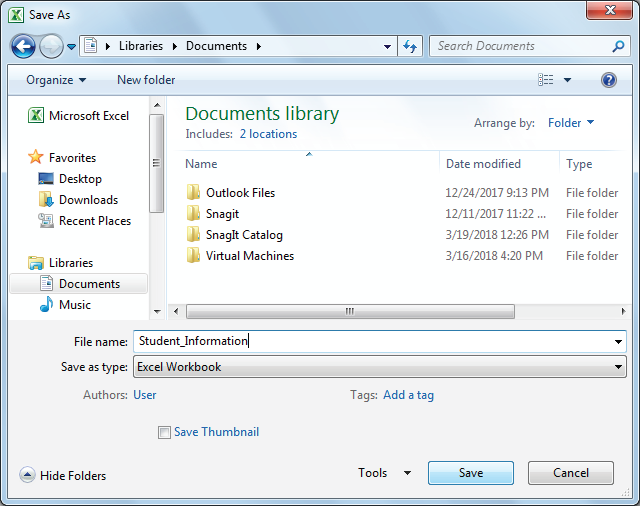 Save As
Libraries Documents
Search Documents
Organize New folder
Microsoft Excel
Favorites
Desktop
Downloads
Recent Places
Libraries
Documents
Music
Documents library
Includes: 2 locations
Arrange by: Folder
Name Date modified Type
Outlook Files 12/24/2017 9:13 PM File folder
Snagit 12/11/2017 11:22 ... File folder
SnagIt Catalog 3/19/2018 12:26 PM File folder
Virtual Machines 3/16/2018 4:20 PM File folder
File name: Student_Information
Save as type: Excel Workbook
Authors: User Tags: Add a tag
Save Thumbnail
Hide Folders Tools Save Cancel